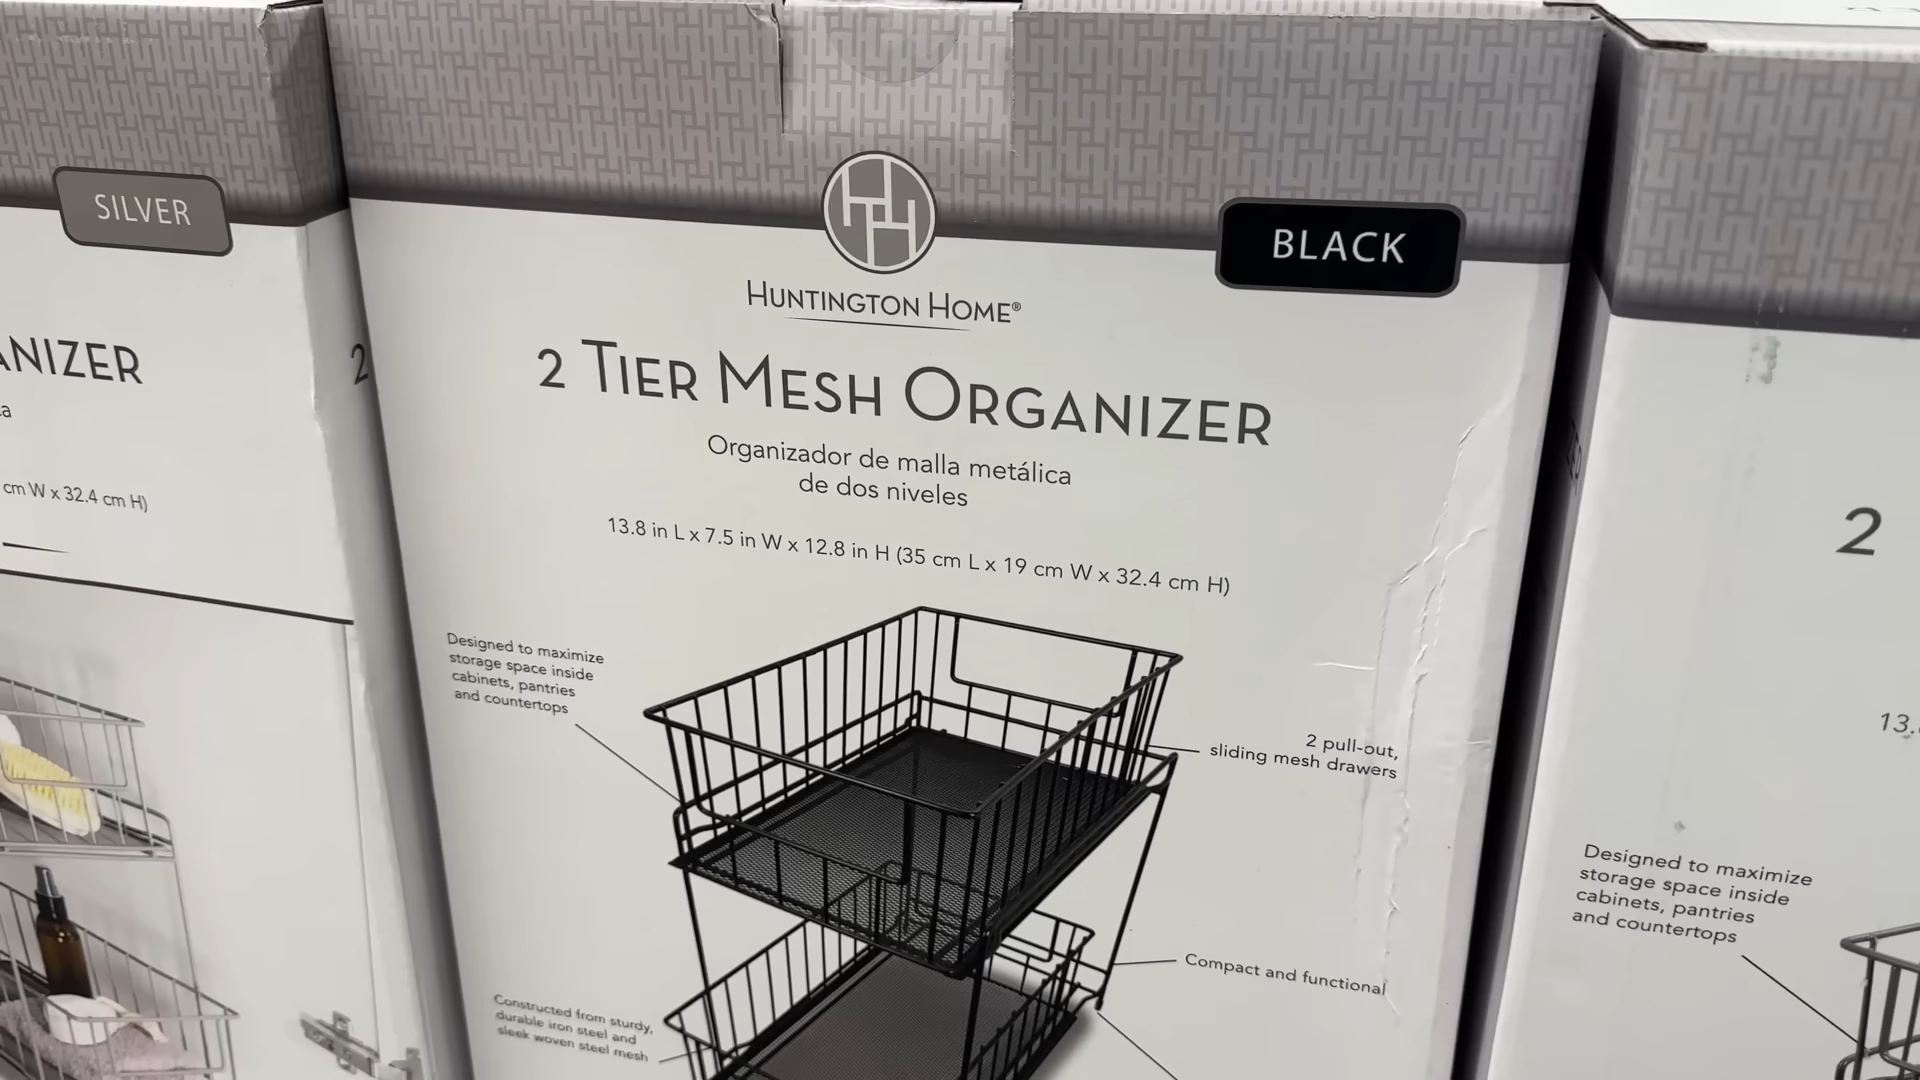 SILVER
ANIZER
cm W x 32.4 cm H)
2
HUNTINGTON HOME®
BLACK
2 TIER MESH ORGANIZER
Organizador de malla metálica
de dos niveles
13.8 in L x 7.5 in W x 12.8 in H (35 cm L x 19 cm W x 32.4 cm H)
Designed to maximize
storage space inside
cabinets, pantries
and countertops
2 pull-out,
sliding mesh drawers
Compact and functional
Constructed from sturdy,
durable iron steel and
sleek woven steel mesh
2
13.
Designed to maximize
storage space inside
cabinets, pantries
and countertops